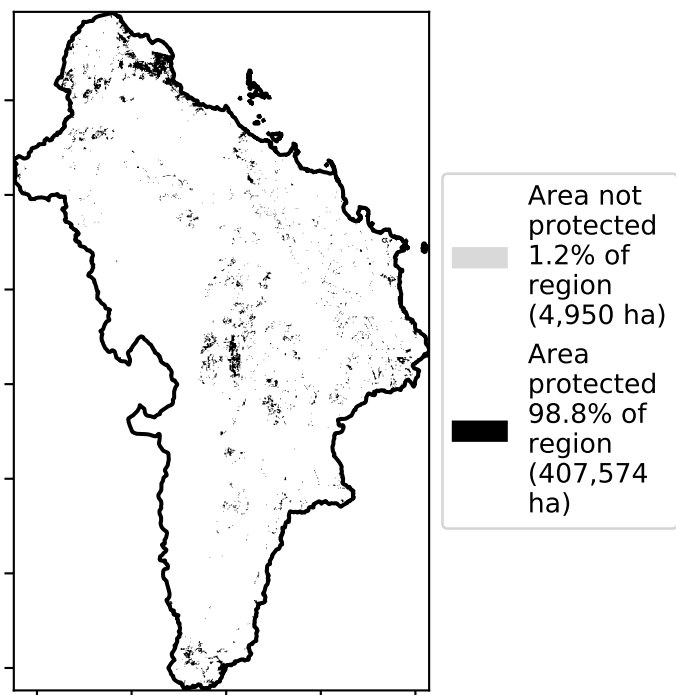 Area not
protected
1.2% of
region
(4,950 ha)
Area
protected
98.8% of
region
(407,574
ha)